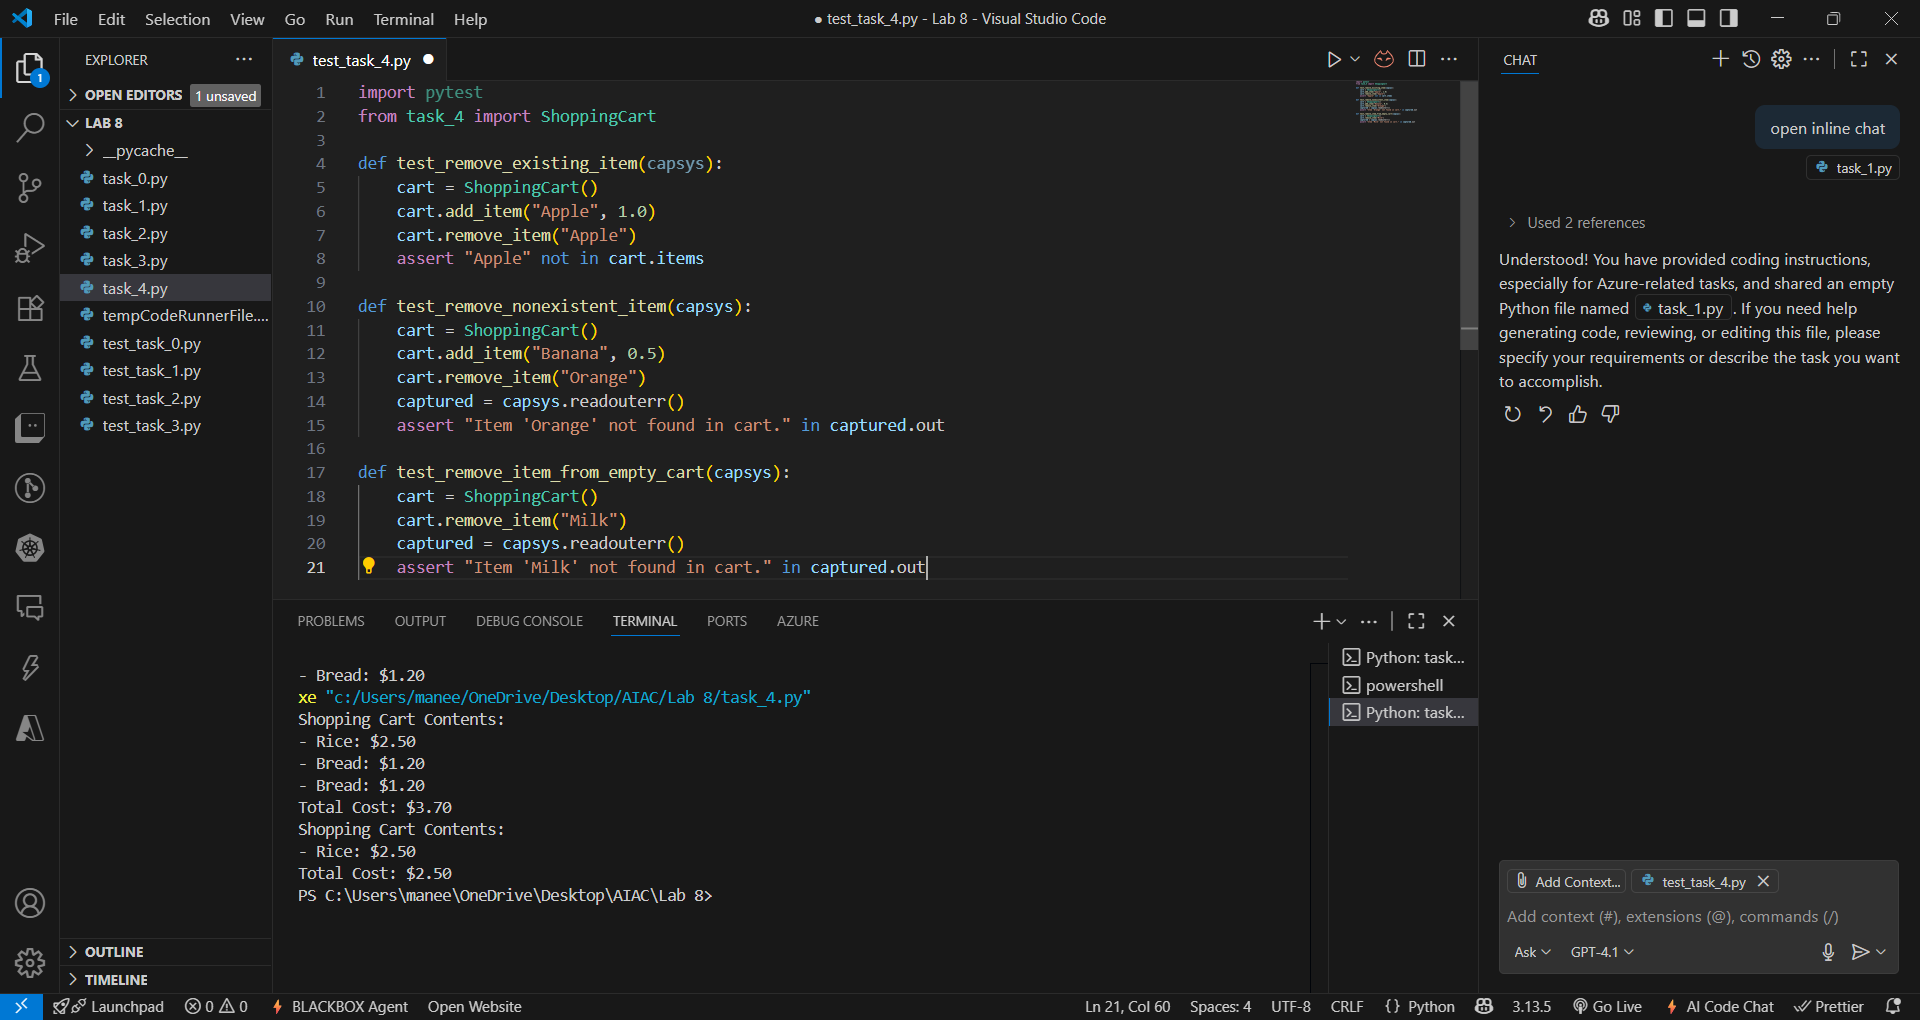 File Edit Selection View Go Run Terminal Help
● test_task_4.py - Lab 8 - Visual Studio Code
EXPLORER
1
OPEN EDITORS 1 unsaved
LAB 8
__pycache__
task_0.py
task_1.py
task_2.py
task_3.py
task_4.py
tempCodeRunnerFile....
test_task_0.py
test_task_1.py
test_task_2.py
test_task_3.py
OUTLINE
TIMELINE
test_task_4.py
1 import pytest
2 from task_4 import ShoppingCart
3
4 def test_remove_existing_item(capsys):
5 cart = ShoppingCart()
6 cart.add_item("Apple", 1.0)
7 cart.remove_item("Apple")
8 assert "Apple" not in cart.items
9
10 def test_remove_nonexistent_item(capsys):
11 cart = ShoppingCart()
12 cart.add_item("Banana", 0.5)
13 cart.remove_item("Orange")
14 captured = capsys.readouterr()
15 assert "Item 'Orange' not found in cart." in captured.out
16
17 def test_remove_item_from_empty_cart(capsys):
18 cart = ShoppingCart()
19 cart.remove_item("Milk")
20 captured = capsys.readouterr()
21 assert "Item 'Milk' not found in cart." in captured.out
PROBLEMS OUTPUT DEBUG CONSOLE TERMINAL PORTS AZURE
- Bread: $1.20
xe "c:/Users/manee/OneDrive/Desktop/AIAC/Lab 8/task_4.py"
Shopping Cart Contents:
- Rice: $2.50
- Bread: $1.20
- Bread: $1.20
Total Cost: $3.70
Shopping Cart Contents:
- Rice: $2.50
Total Cost: $2.50
PS C:\Users\manee\OneDrive\Desktop\AIAC\Lab 8>
Python: task...
powershell
Python: task...
CHAT
open inline chat
task_1.py
Used 2 references
Understood! You have provided coding instructions,
especially for Azure-related tasks, and shared an empty
Python file named task_1.py . If you need help
generating code, reviewing, or editing this file, please
specify your requirements or describe the task you want
to accomplish.
Add Context... test_task_4.py
Add context (#), extensions (@), commands (/)
Ask GPT-4.1
Launchpad 0 0 BLACKBOX Agent Open Website Ln 21, Col 60 Spaces: 4 UTF-8 CRLF {} Python 3.13.5 Go Live AI Code Chat Prettier